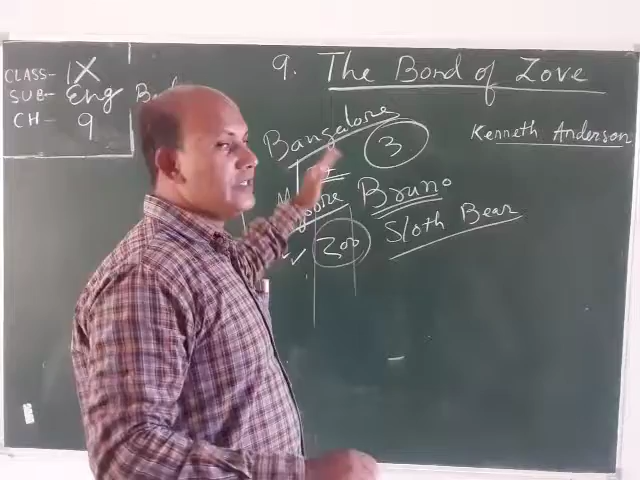 CLASS- IX
SUB- Eng
CH- 9
9. The Bond of Love
Kenneth Anderson
Bangalore 3
Mysore Bruno
Zoo Sloth Bear